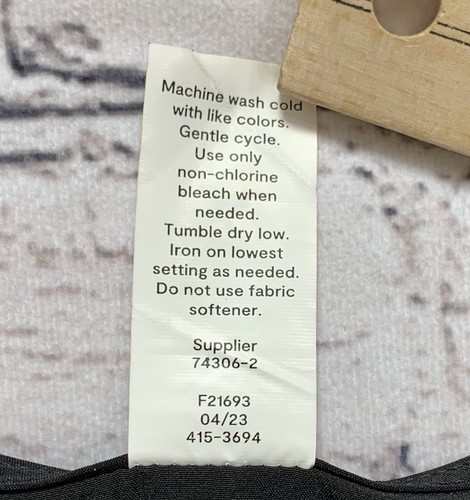 Machine wash cold
with like colors.
Gentle cycle.
Use only
non-chlorine
bleach when
needed.
Tumble dry low.
Iron on lowest
setting as needed.
Do not use fabric
softener.
Supplier
74306-2
F21693
04/23
415-3694